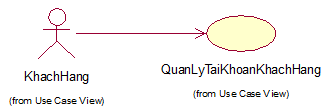 KhachHang
(from Use Case View)
QuanLyTaiKhoanKhachHang
(from Use Case View)